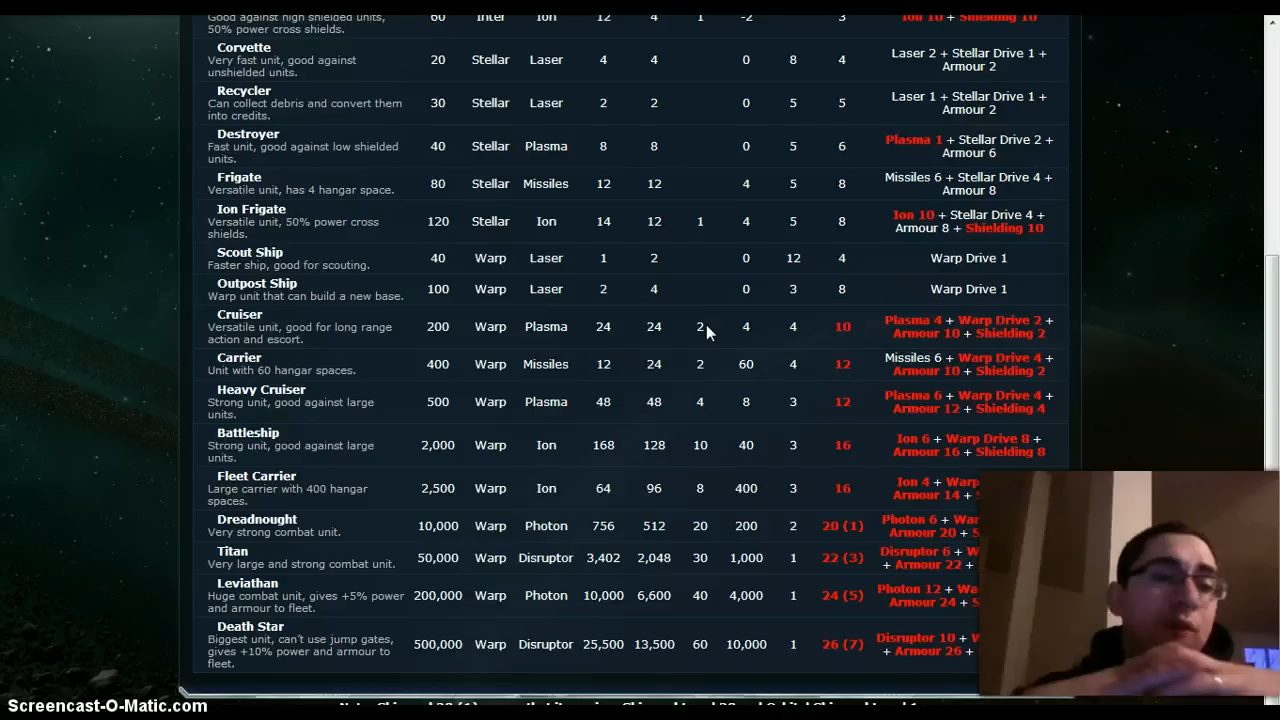 Good against high shielded units, 60 Inter Ion 12 4 1 -2 3 Ion 10 + Shielding 10
50% power cross shields.
Corvette
Very fast unit, good against 20 Stellar Laser 4 4 0 8 4 Laser 2 + Stellar Drive 1 +
unshielded units. Armour 2
Recycler
Can collect debris and convert them 30 Stellar Laser 2 2 0 5 5 Laser 1 + Stellar Drive 1 +
into credits. Armour 2
Destroyer
Fast unit, good against low shielded 40 Stellar Plasma 8 8 0 5 6 Plasma 1 + Stellar Drive 2 +
units. Armour 6
Frigate
Versatile unit, has 4 hangar space. 80 Stellar Missiles 12 12 4 5 8 Missiles 6 + Stellar Drive 4 +
Armour 8
Ion Frigate
Versatile unit, 50% power cross 120 Stellar Ion 14 12 1 4 5 8 Ion 10 + Stellar Drive 4 +
shields. Armour 8 + Shielding 10
Scout Ship
Faster ship, good for scouting. 40 Warp Laser 1 2 0 12 4 Warp Drive 1
Outpost Ship
Warp unit that can build a new base. 100 Warp Laser 2 4 0 3 8 Warp Drive 1
Cruiser
Versatile unit, good for long range 200 Warp Plasma 24 24 2 4 4 10 Plasma 4 + Warp Drive 2 +
action and escort. Armour 10 + Shielding 2
Carrier
Unit with 60 hangar spaces. 400 Warp Missiles 12 24 2 60 4 12 Missiles 6 + Warp Drive 4 +
Armour 10 + Shielding 2
Heavy Cruiser
Strong unit, good against large 500 Warp Plasma 48 48 4 8 3 12 Plasma 6 + Warp Drive 4 +
units. Armour 12 + Shielding 4
Battleship
Strong unit, good against large 2,000 Warp Ion 168 128 10 40 3 16 Ion 6 + Warp Drive 8 +
units. Armour 16 + Shielding 8
Fleet Carrier
Large carrier with 400 hangar 2,500 Warp Ion 64 96 8 400 3 16 Ion 4 + Warp
spaces. Armour 14 +
Dreadnought
Very strong combat unit. 10,000 Warp Photon 756 512 20 200 2 20 (1) Photon 6 +
Armour 20 +
Titan
Very large and strong combat unit. 50,000 Warp Disruptor 3,402 2,048 30 1,000 1 22 (3) Disruptor 6 +
+ Armour 22 +
Leviathan
Huge combat unit, gives +5% power 200,000 Warp Photon 10,000 6,600 40 4,000 1 24 (5) Photon 12 +
and armour to fleet. Armour 24 +
Death Star
Biggest unit, can't use jump gates, 500,000 Warp Disruptor 25,500 13,500 60 10,000 1 26 (7) Disruptor 10 +
gives +10% power and armour to + Armour 26 +
fleet.
Screencast-O-Matic.com